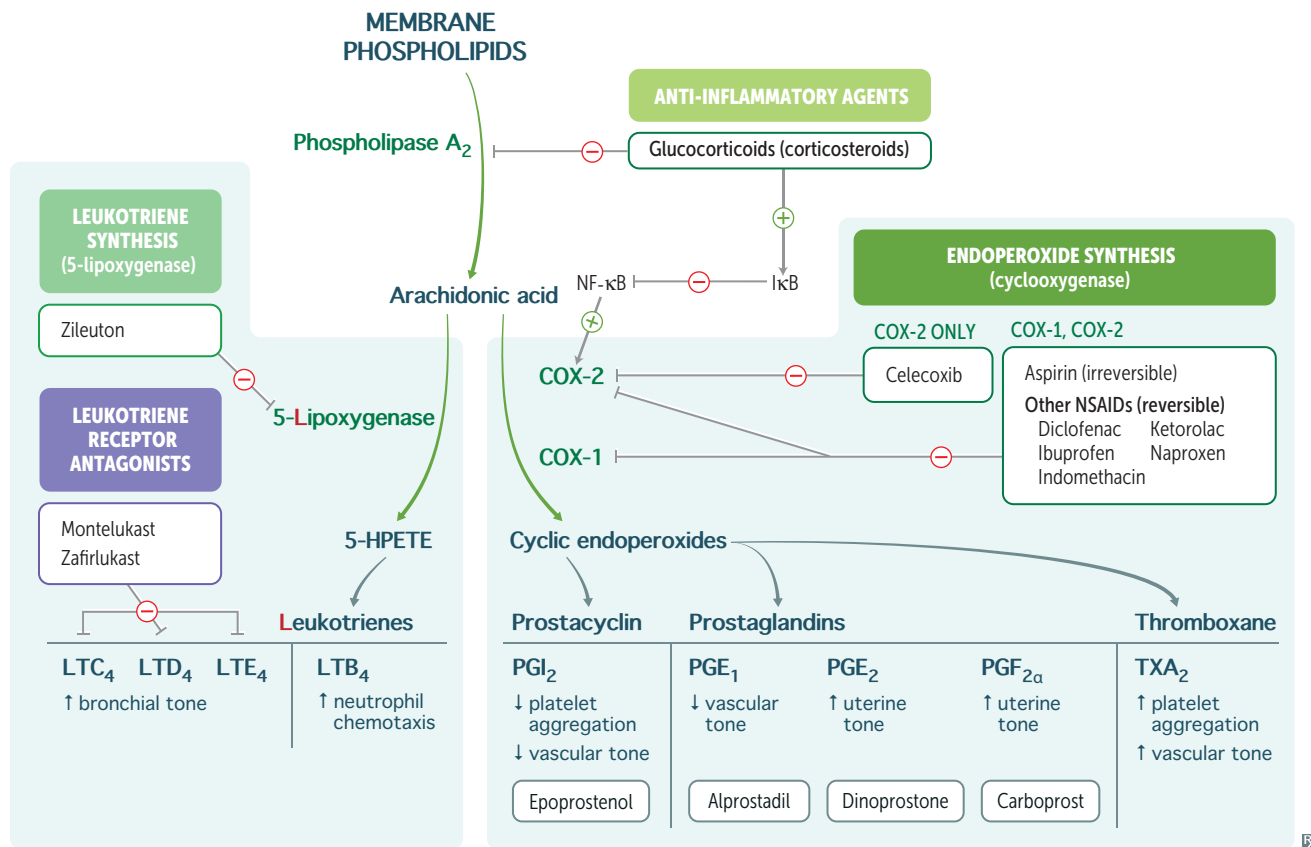 MEMBRANE
PHOSPHOLIPIDS
ANTI-INFLAMMATORY AGENTS
Phospholipase A₂
Glucocorticoids (corticosteroids)
LEUKOTRIENE
SYNTHESIS
(5-lipoxygenase)
Zileuton
ENDOPEROXIDE SYNTHESIS
(cyclooxygenase)
Arachidonic acid
NF-κB
IκB
COX-2 ONLY
Celecoxib
COX-1, COX-2
Aspirin (irreversible)
Other NSAIDs (reversible)
Diclofenac Ketorolac
Ibuprofen Naproxen
Indomethacin
COX-2
COX-1
5-Lipoxygenase
LEUKOTRIENE
RECEPTOR
ANTAGONISTS
Montelukast
Zafirlukast
5-HPETE
Cyclic endoperoxides
Leukotrienes
Prostacyclin
Prostaglandins
Thromboxane
LTC₄ LTD₄ LTE₄
↑ bronchial tone
LTB₄
↑ neutrophil
chemotaxis
PGI₂
↓ platelet
aggregation
↓ vascular tone
Epoprostenol
PGE₁
↓ vascular
tone
Alprostadil
PGE₂
↑ uterine
tone
Dinoprostone
PGF₂α
↑ uterine
tone
Carboprost
TXA₂
↑ platelet
aggregation
↑ vascular tone